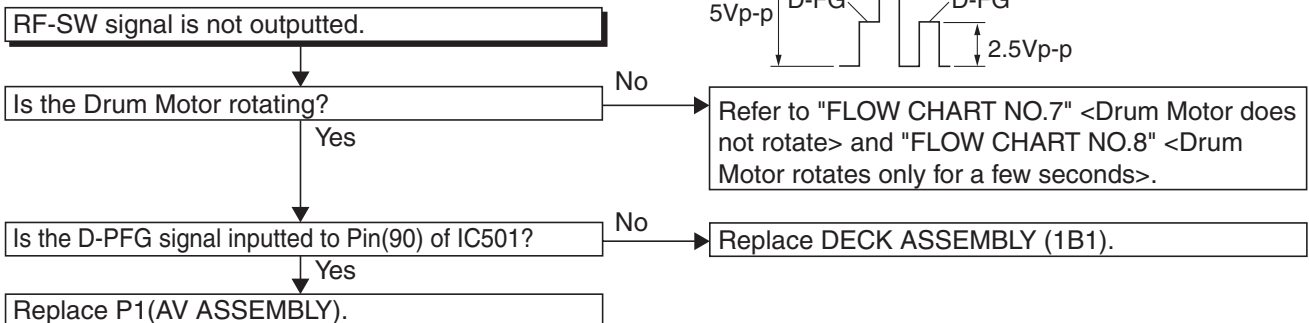 RF-SW signal is not outputted.
5Vp-p
D-FG
D-FG
2.5Vp-p
Is the Drum Motor rotating?
No
Yes
Refer to "FLOW CHART NO.7" <Drum Motor does
not rotate> and "FLOW CHART NO.8" <Drum
Motor rotates only for a few seconds>.
Is the D-PFG signal inputted to Pin(90) of IC501?
No
Yes
Replace DECK ASSEMBLY (1B1).
Replace P1(AV ASSEMBLY).